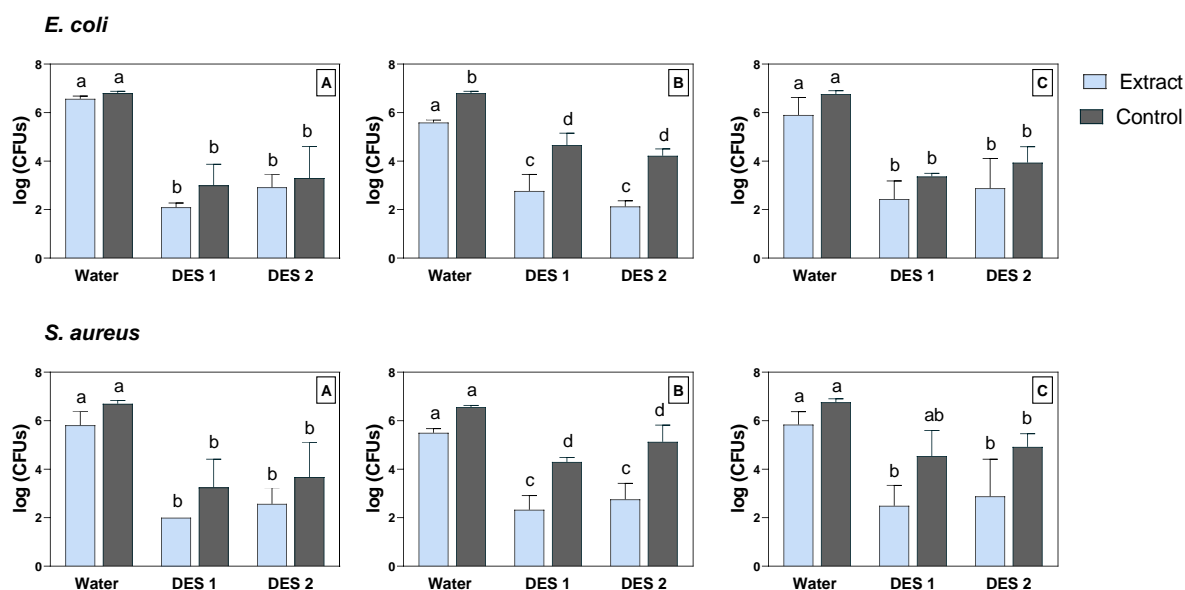 E. coli
8
6
4
2
0
log (CFUs)
a a b b b b
A
Water DES 1 DES 2
8
6
4
2
0
log (CFUs)
a b c d c d
B
Water DES 1 DES 2
8
6
4
2
0
log (CFUs)
a a b b b b
C
Water DES 1 DES 2
Extract
Control
S. aureus
8
6
4
2
0
log (CFUs)
a a b b b b
A
Water DES 1 DES 2
8
6
4
2
0
log (CFUs)
a a c d c d
B
Water DES 1 DES 2
8
6
4
2
0
log (CFUs)
a a b ab b b
C
Water DES 1 DES 2